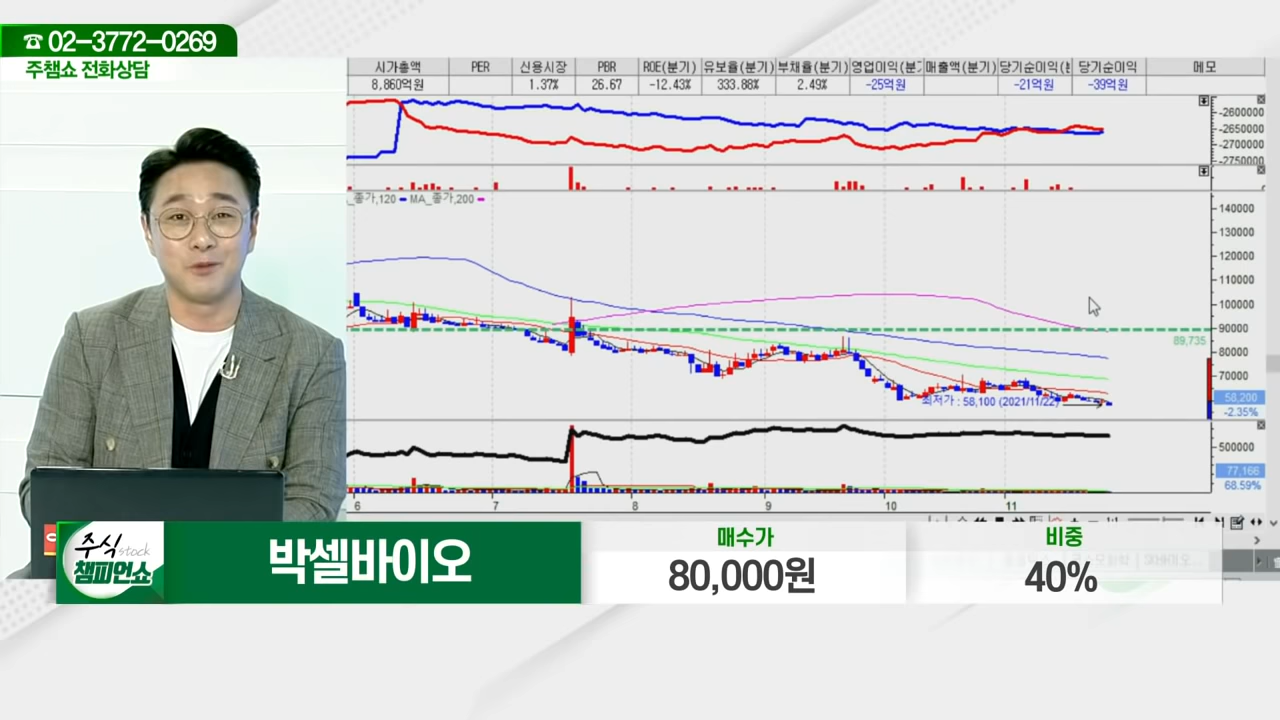 ☎ 02-3772-0269
주챔쇼 전화상담
시가총액 PER 신용시장 PBR ROE(분기) 유보율(분기) 부채율(분기) 영업이익(분기 매출액(분기) 당기순이익(분 당기순이익 메모
8,860억원 1.37% 26.67 -12.43% 333.88% 2.49% -25억원 -21억원 -39억원
-2600000
-2650000
-2700000
-2750000
종가,120 MA_종가,200
140000
130000
120000
110000
100000
90000
89,735
80000
70000
58,200
-2.35%
최저가 : 58,100 (2021/11/22)
500000
77,166
68.59%
6 7 8 9 10 11
주식 stock
챔피언쇼
박셀바이오
매수가
80,000원
비중
40%